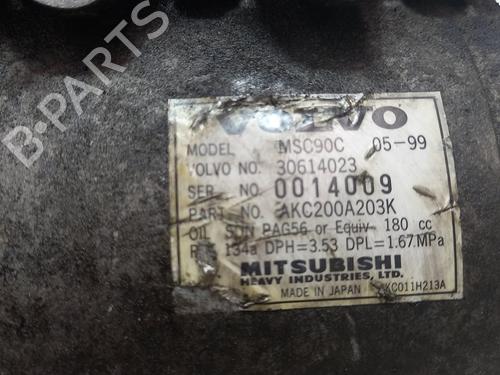 VOLVO
MODEL MSC90C 05-99
VOLVO NO. 30614023
SER. NO. 0014009
PART NO. AKC200A203K
OIL SUN PAG56 or Equiv 180 cc
134a DPH=3.53 DPL=1.67MPa
MITSUBISHI
HEAVY INDUSTRIES, LTD.
MADE IN JAPAN AKC011H213A
B-PARTS